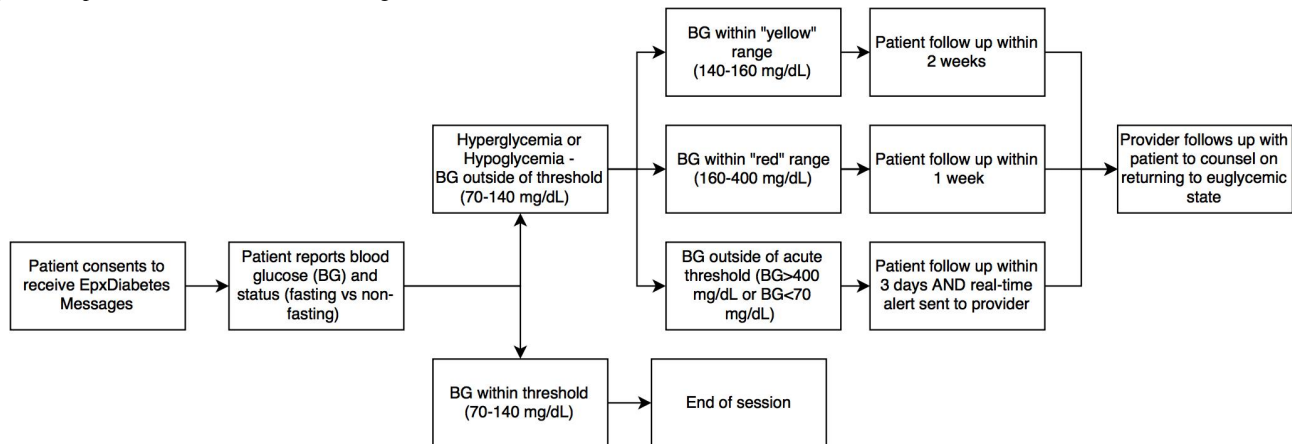 BG within "yellow"
range
(140-160 mg/dL)
Patient follow up within
2 weeks
Hyperglycemia or
Hypoglycemia -
BG outside of threshold
(70-140 mg/dL)
BG within "red" range
(160-400 mg/dL)
Patient follow up within
1 week
Provider follows up with
patient to counsel on
returning to euglycemic
state
Patient consents to
receive EpxDiabetes
Messages
Patient reports blood
glucose (BG) and
status (fasting vs non-
fasting)
BG outside of acute
threshold (BG>400
mg/dL or BG<70
mg/dL)
Patient follow up within
3 days AND real-time
alert sent to provider
BG within threshold
(70-140 mg/dL)
End of session